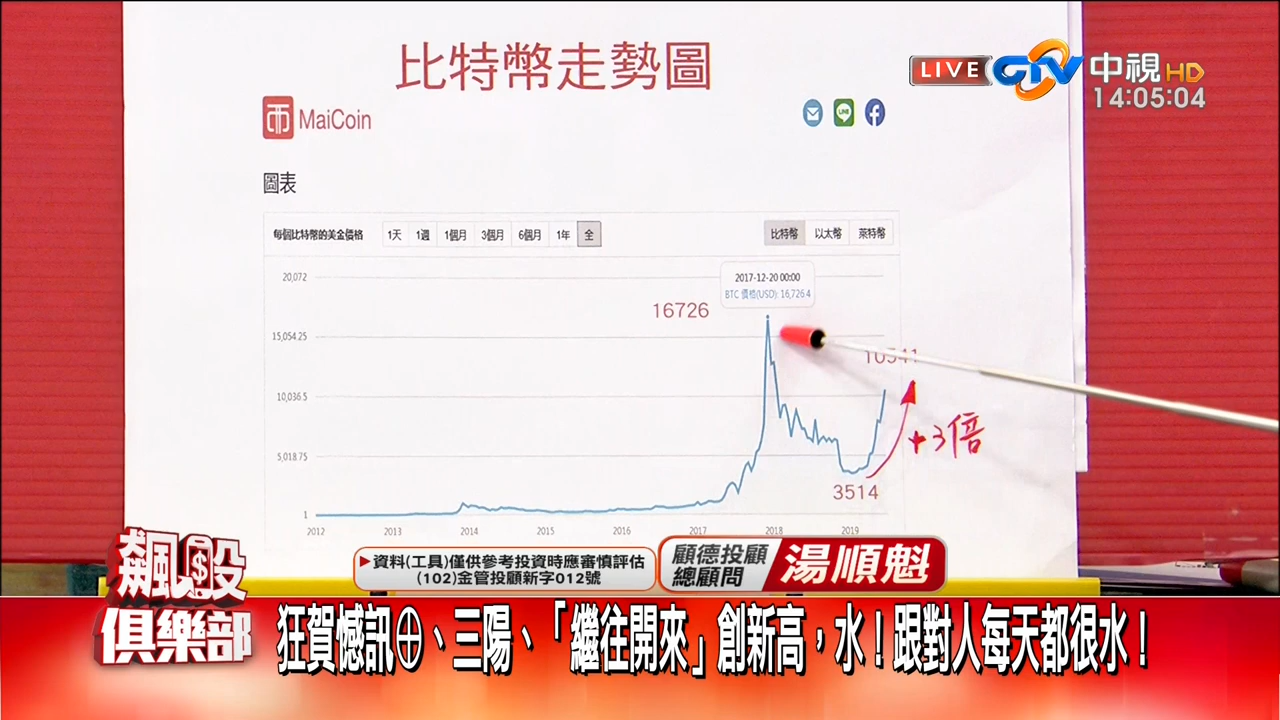 比特幣走勢圖
LIVE CTV 中視HD
14:05:04
MaiCoin
圖表
每個比特幣的美金價格 1天 1週 1個月 3個月 6個月 1年 全 比特幣 以太幣 萊特幣
20,072
2017-12-20 00:00
BTC 價格(USD): 16,726.4
16726
15,054.25
10,036.5
+3倍
5,018.75
3514
1
2012 2013 2014 2015 2016 2017 2018 2019
▶資料(工具)僅供參考投資時應審慎評估
(102)金管投顧新字012號
顧德投顧
總顧問
湯順魁
飆股
俱樂部
狂賀憾訊㊉、三陽、「繼往開來」創新高，水！跟對人每天都很水！